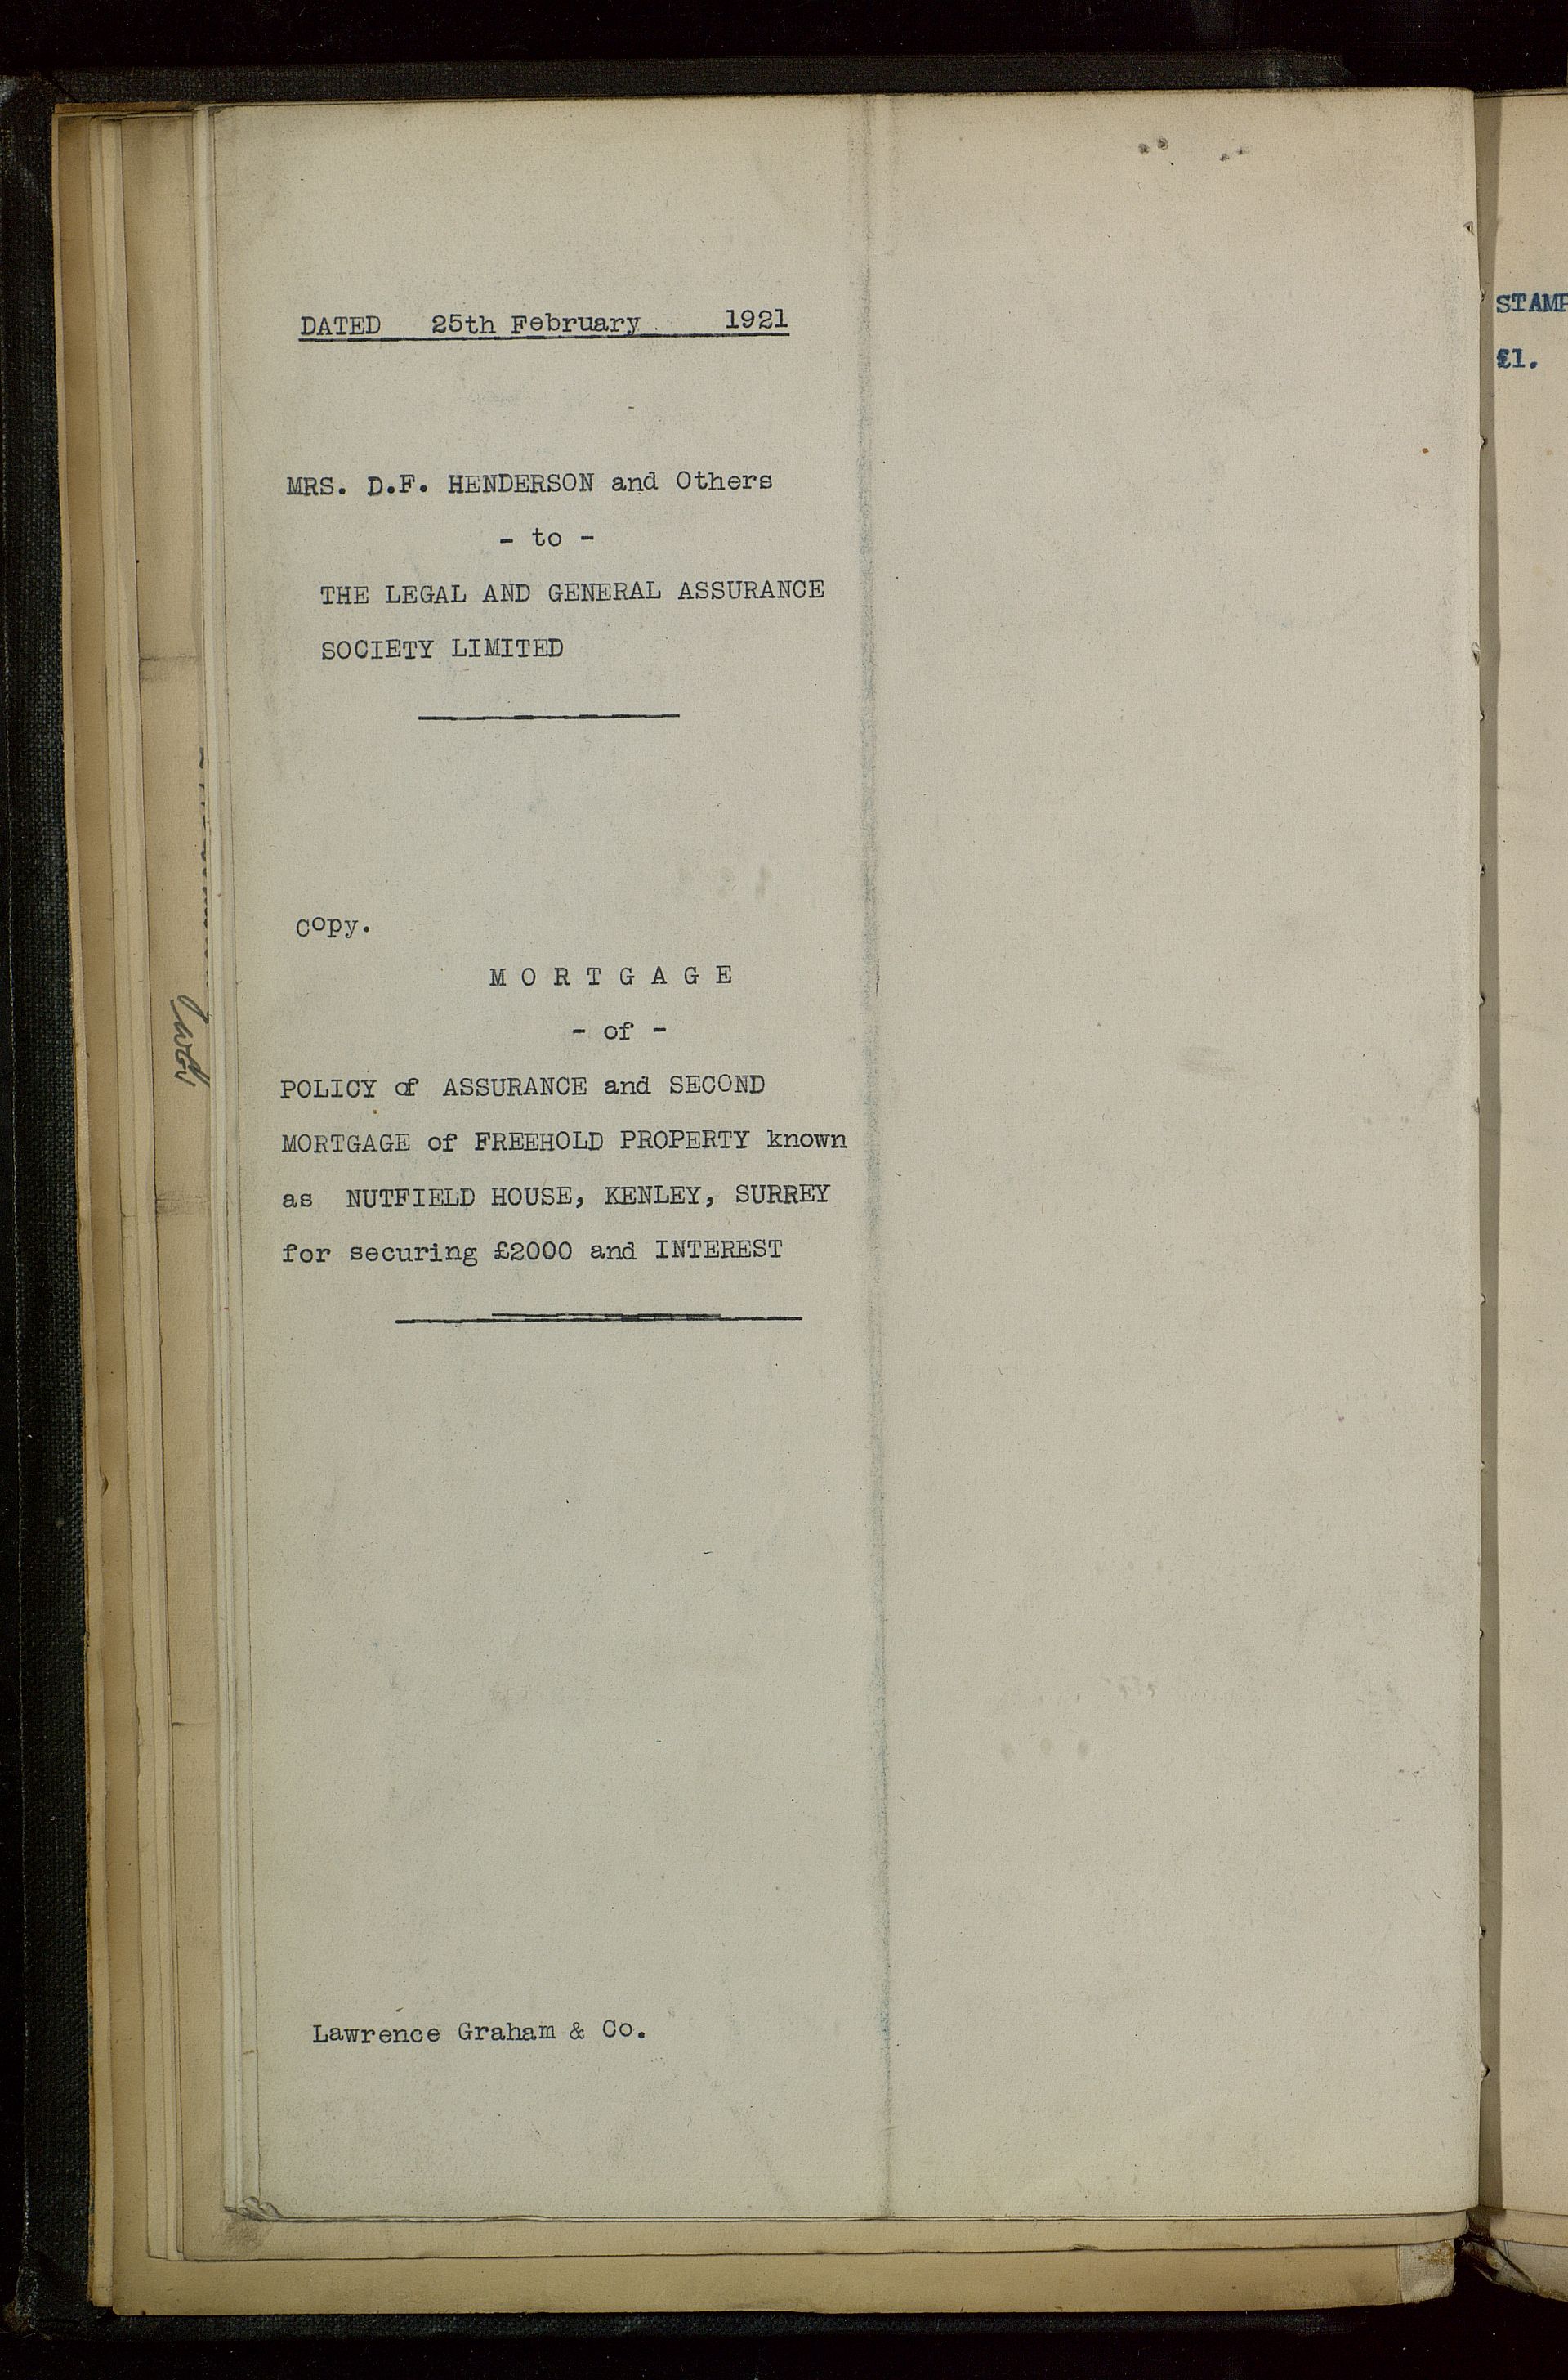 DATED 25th February 1921
MRS. D.F. HENDERSON and Others
- to -
THE LEGAL AND GENERAL ASSURANCE
SOCIETY LIMITED
Copy.
M O R T G A G E
- of -
POLICY of ASSURANCE and SECOND
MORTGAGE of FREEHOLD PROPERTY known
as NUTFIELD HOUSE, KENLEY, SURREY
for securing £2000 and INTEREST
Lawrence Graham & Co.
STAMP
£1.